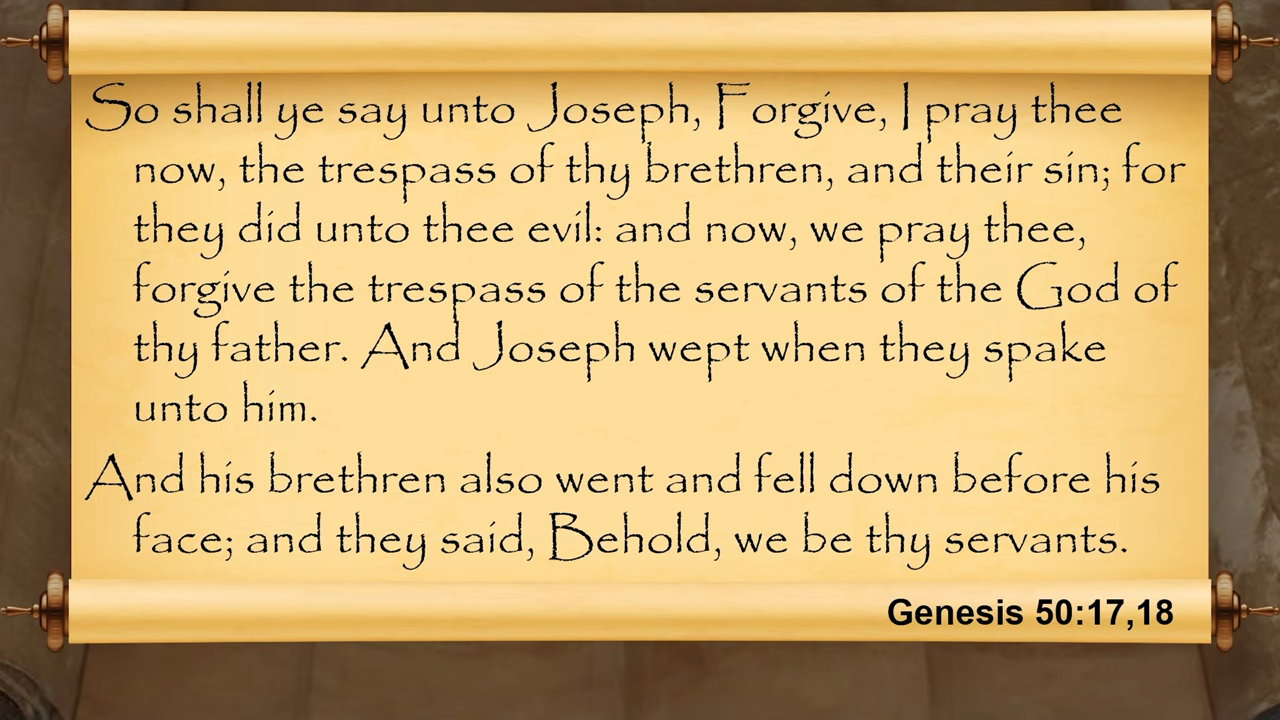 So shall ye say unto Joseph, Forgive, I pray thee
now, the trespass of thy brethren, and their sin; for
they did unto thee evil: and now, we pray thee,
forgive the trespass of the servants of the God of
thy father. And Joseph wept when they spake
unto him.
And his brethren also went and fell down before his
face; and they said, Behold, we be thy servants.
Genesis 50:17,18